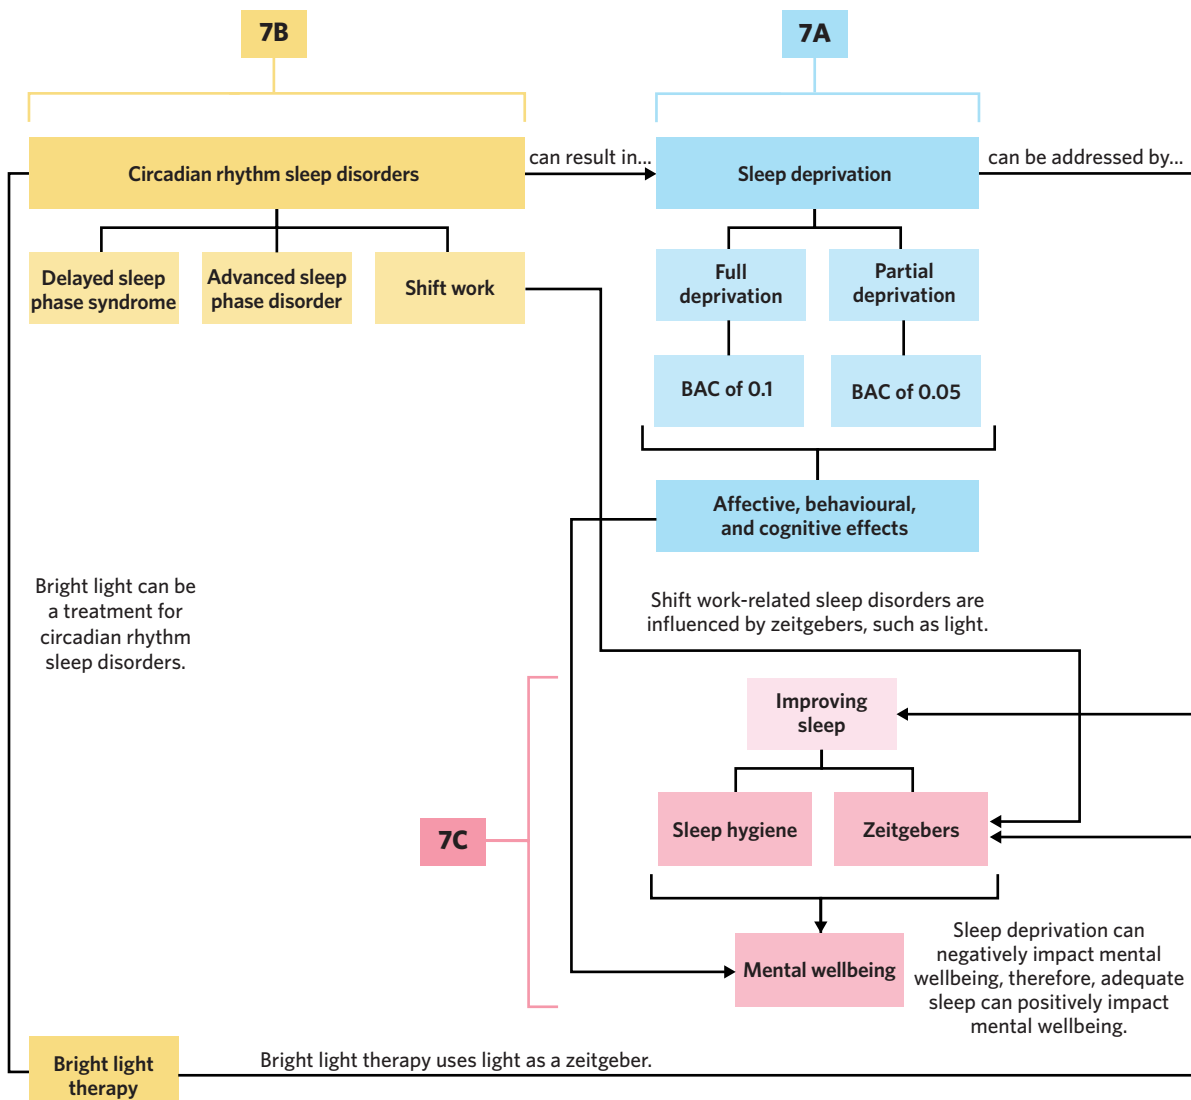 7B
7A
Circadian rhythm sleep disorders
can result in...
Sleep deprivation
can be addressed by...
Delayed sleep
phase syndrome
Advanced sleep
phase disorder
Shift work
Full
deprivation
Partial
deprivation
BAC of 0.1
BAC of 0.05
Affective, behavioural,
and cognitive effects
Bright light can be
a treatment for
circadian rhythm
sleep disorders.
Shift work-related sleep disorders are
influenced by zeitgebers, such as light.
Improving
sleep
7C
Sleep hygiene
Zeitgebers
Mental wellbeing
Sleep deprivation can
negatively impact mental
wellbeing, therefore, adequate
sleep can positively impact
mental wellbeing.
Bright light
therapy
Bright light therapy uses light as a zeitgeber.